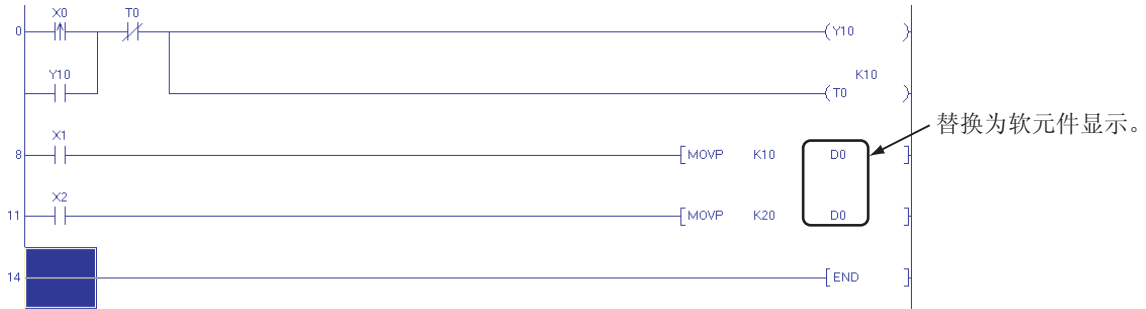 X0 T0
0 ( Y10 )
Y10 K10
( T0 )
替换为软元件显示。
X1
8 [ MOVP K10 D0 ]
X2
11 [ MOVP K20 D0 ]
14 [ END ]